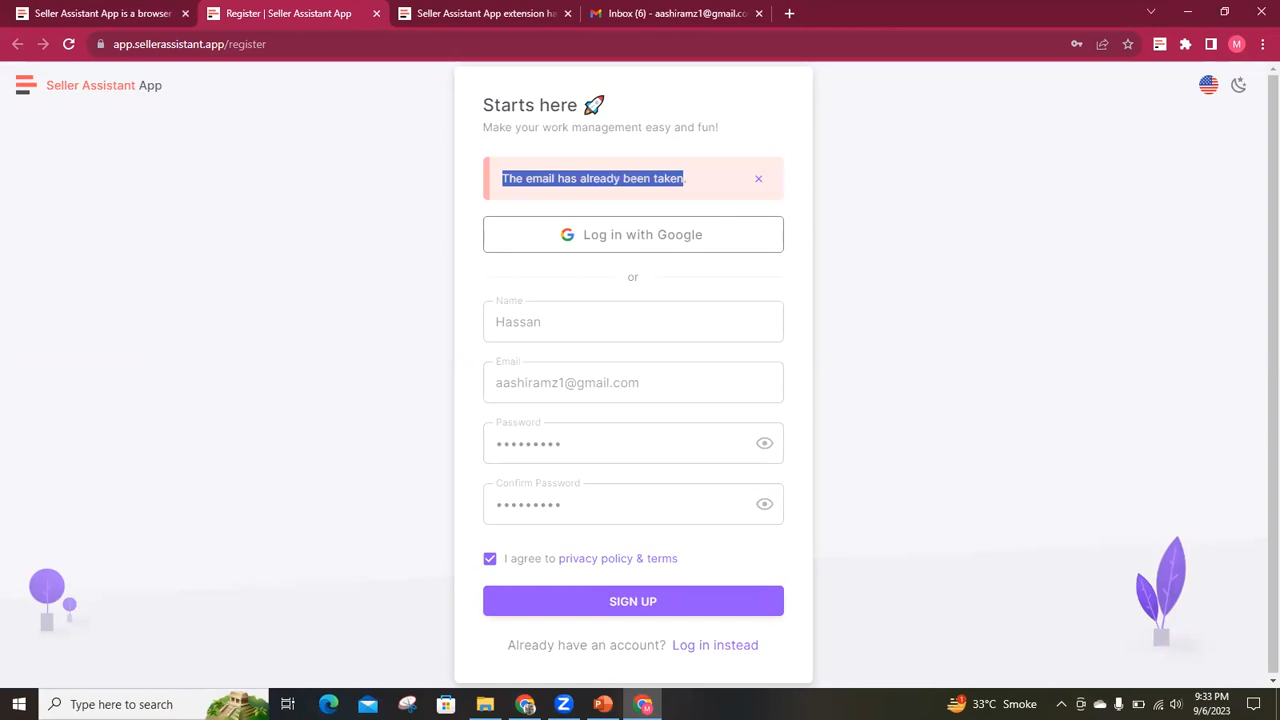 Seller Assistant App is a browser
Register | Seller Assistant App
Seller Assistant App extension ha
Inbox (6) - aashiramz1@gmail.co
app.sellerassistant.app/register
M
Seller Assistant App
Starts here 🚀
Make your work management easy and fun!
The email has already been taken.
Log in with Google
or
Name
Hassan
Email
aashiramz1@gmail.com
Password
Confirm Password
I agree to privacy policy & terms
SIGN UP
Already have an account? Log in instead
Type here to search
33°C Smoke
9:33 PM
9/6/2023